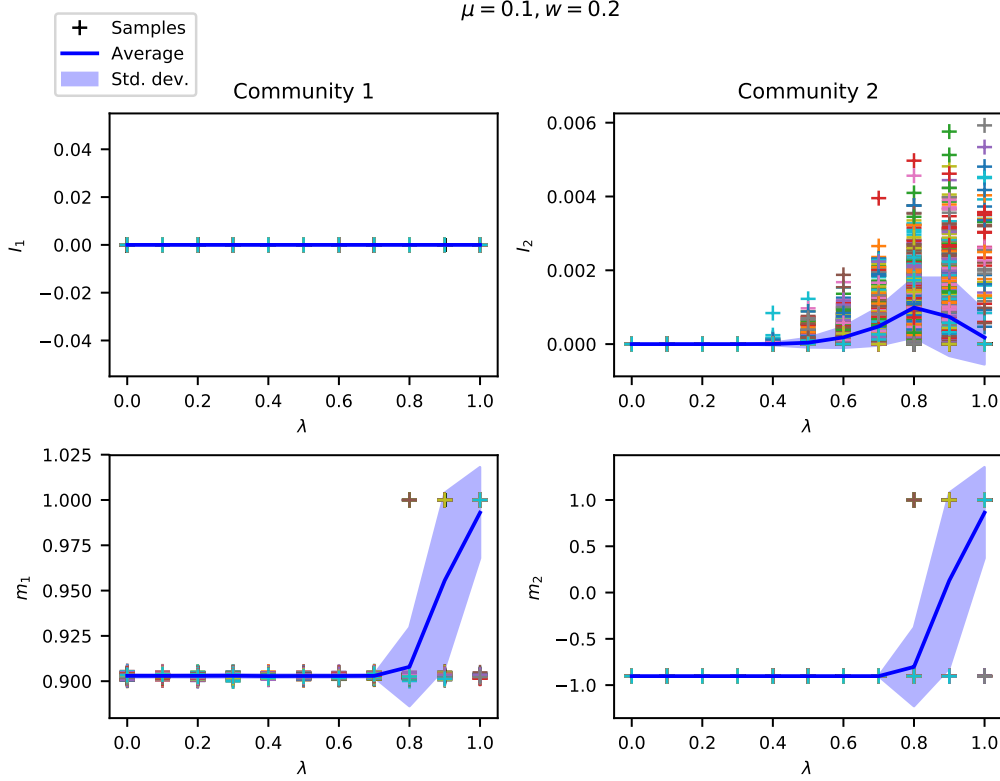 μ = 0.1, w = 0.2
Samples
Average
Std. dev.
Community 1
Community 2
0.04
0.02
0.00
−0.02
−0.04
I₁
0.0 0.2 0.4 0.6 0.8 1.0
λ
0.006
0.004
0.002
0.000
I₂
0.0 0.2 0.4 0.6 0.8 1.0
λ
1.025
1.000
0.975
0.950
0.925
0.900
m₁
0.0 0.2 0.4 0.6 0.8 1.0
λ
1.0
0.5
0.0
−0.5
−1.0
m₂
0.0 0.2 0.4 0.6 0.8 1.0
λ